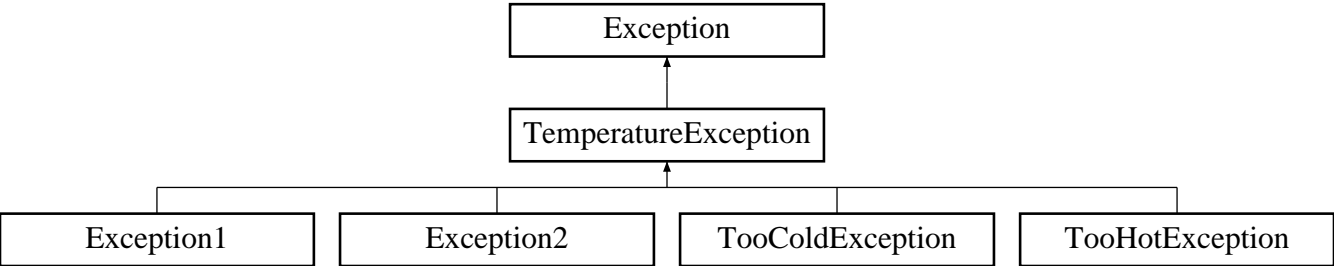 Exception
TemperatureException
Exception1
Exception2
TooColdException
TooHotException